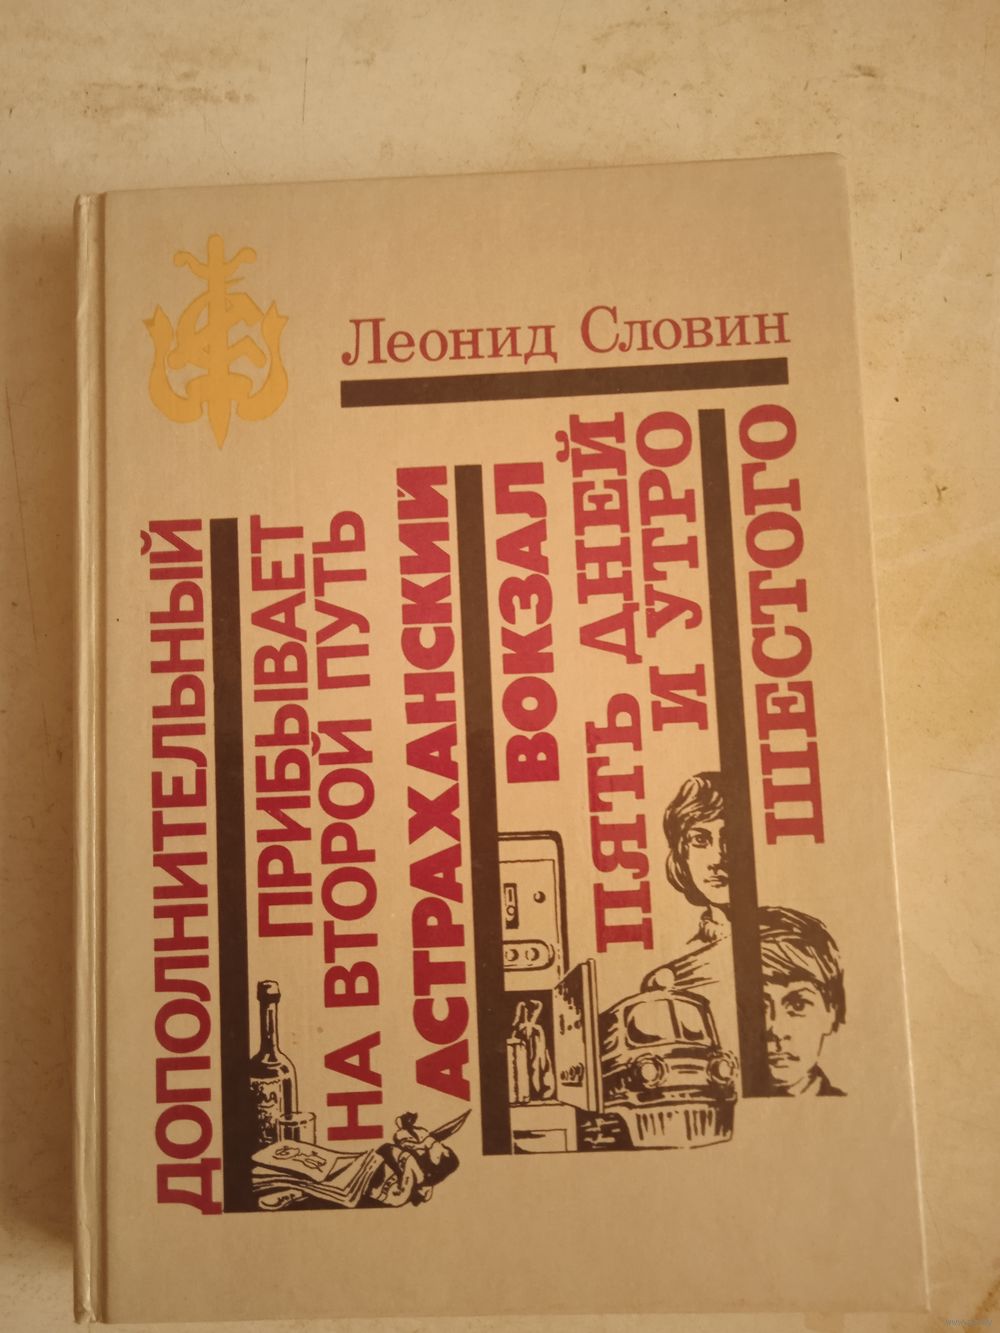 Леонид Словин
ДОПОЛНИТЕЛЬНЫЙ
ПРИБЫВАЕТ
НА ВТОРОЙ ПУТЬ
АСТРАХАНСКИЙ
ВОКЗАЛ
ПЯТЬ ДНЕЙ
И УТРО
ШЕСТОГО